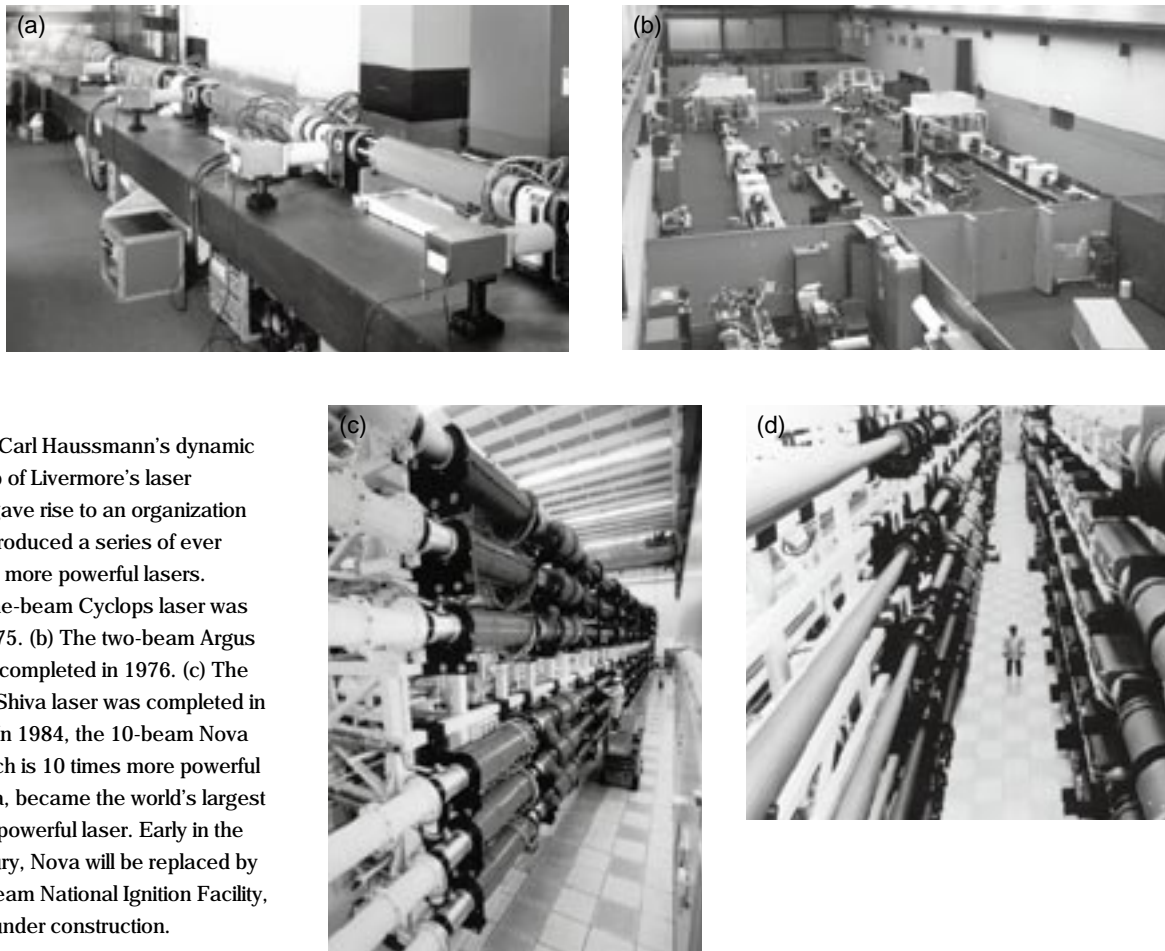 (a)
(b)
Carl Haussmann's dynamic
of Livermore's laser
gave rise to an organization
roduced a series of ever
more powerful lasers.
ne-beam Cyclops laser was
75. (b) The two-beam Argus
completed in 1976. (c) The
Shiva laser was completed in
n 1984, the 10-beam Nova
ch is 10 times more powerful
a, became the world's largest
powerful laser. Early in the
ury, Nova will be replaced by
eam National Ignition Facility,
under construction.
(c)
(d)